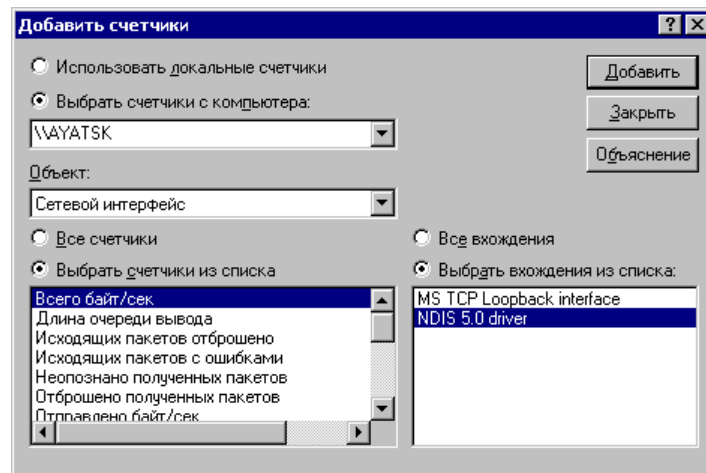 Добавить счетчики
Использовать локальные счетчики
Добавить
Выбрать счетчики с компьютера:
Закрыть
\\AYATSK
Объяснение
Объект:
Сетевой интерфейс
Все счетчики
Все вхождения
Выбрать счетчики из списка
Выбрать вхождения из списка:
Всего байт/сек
MS TCP Loopback interface
Длина очереди вывода
NDIS 5.0 driver
Исходящих пакетов отброшено
Исходящих пакетов с ошибками
Неопознано полученных пакетов
Отброшено полученных пакетов
Отправлено байт/сек